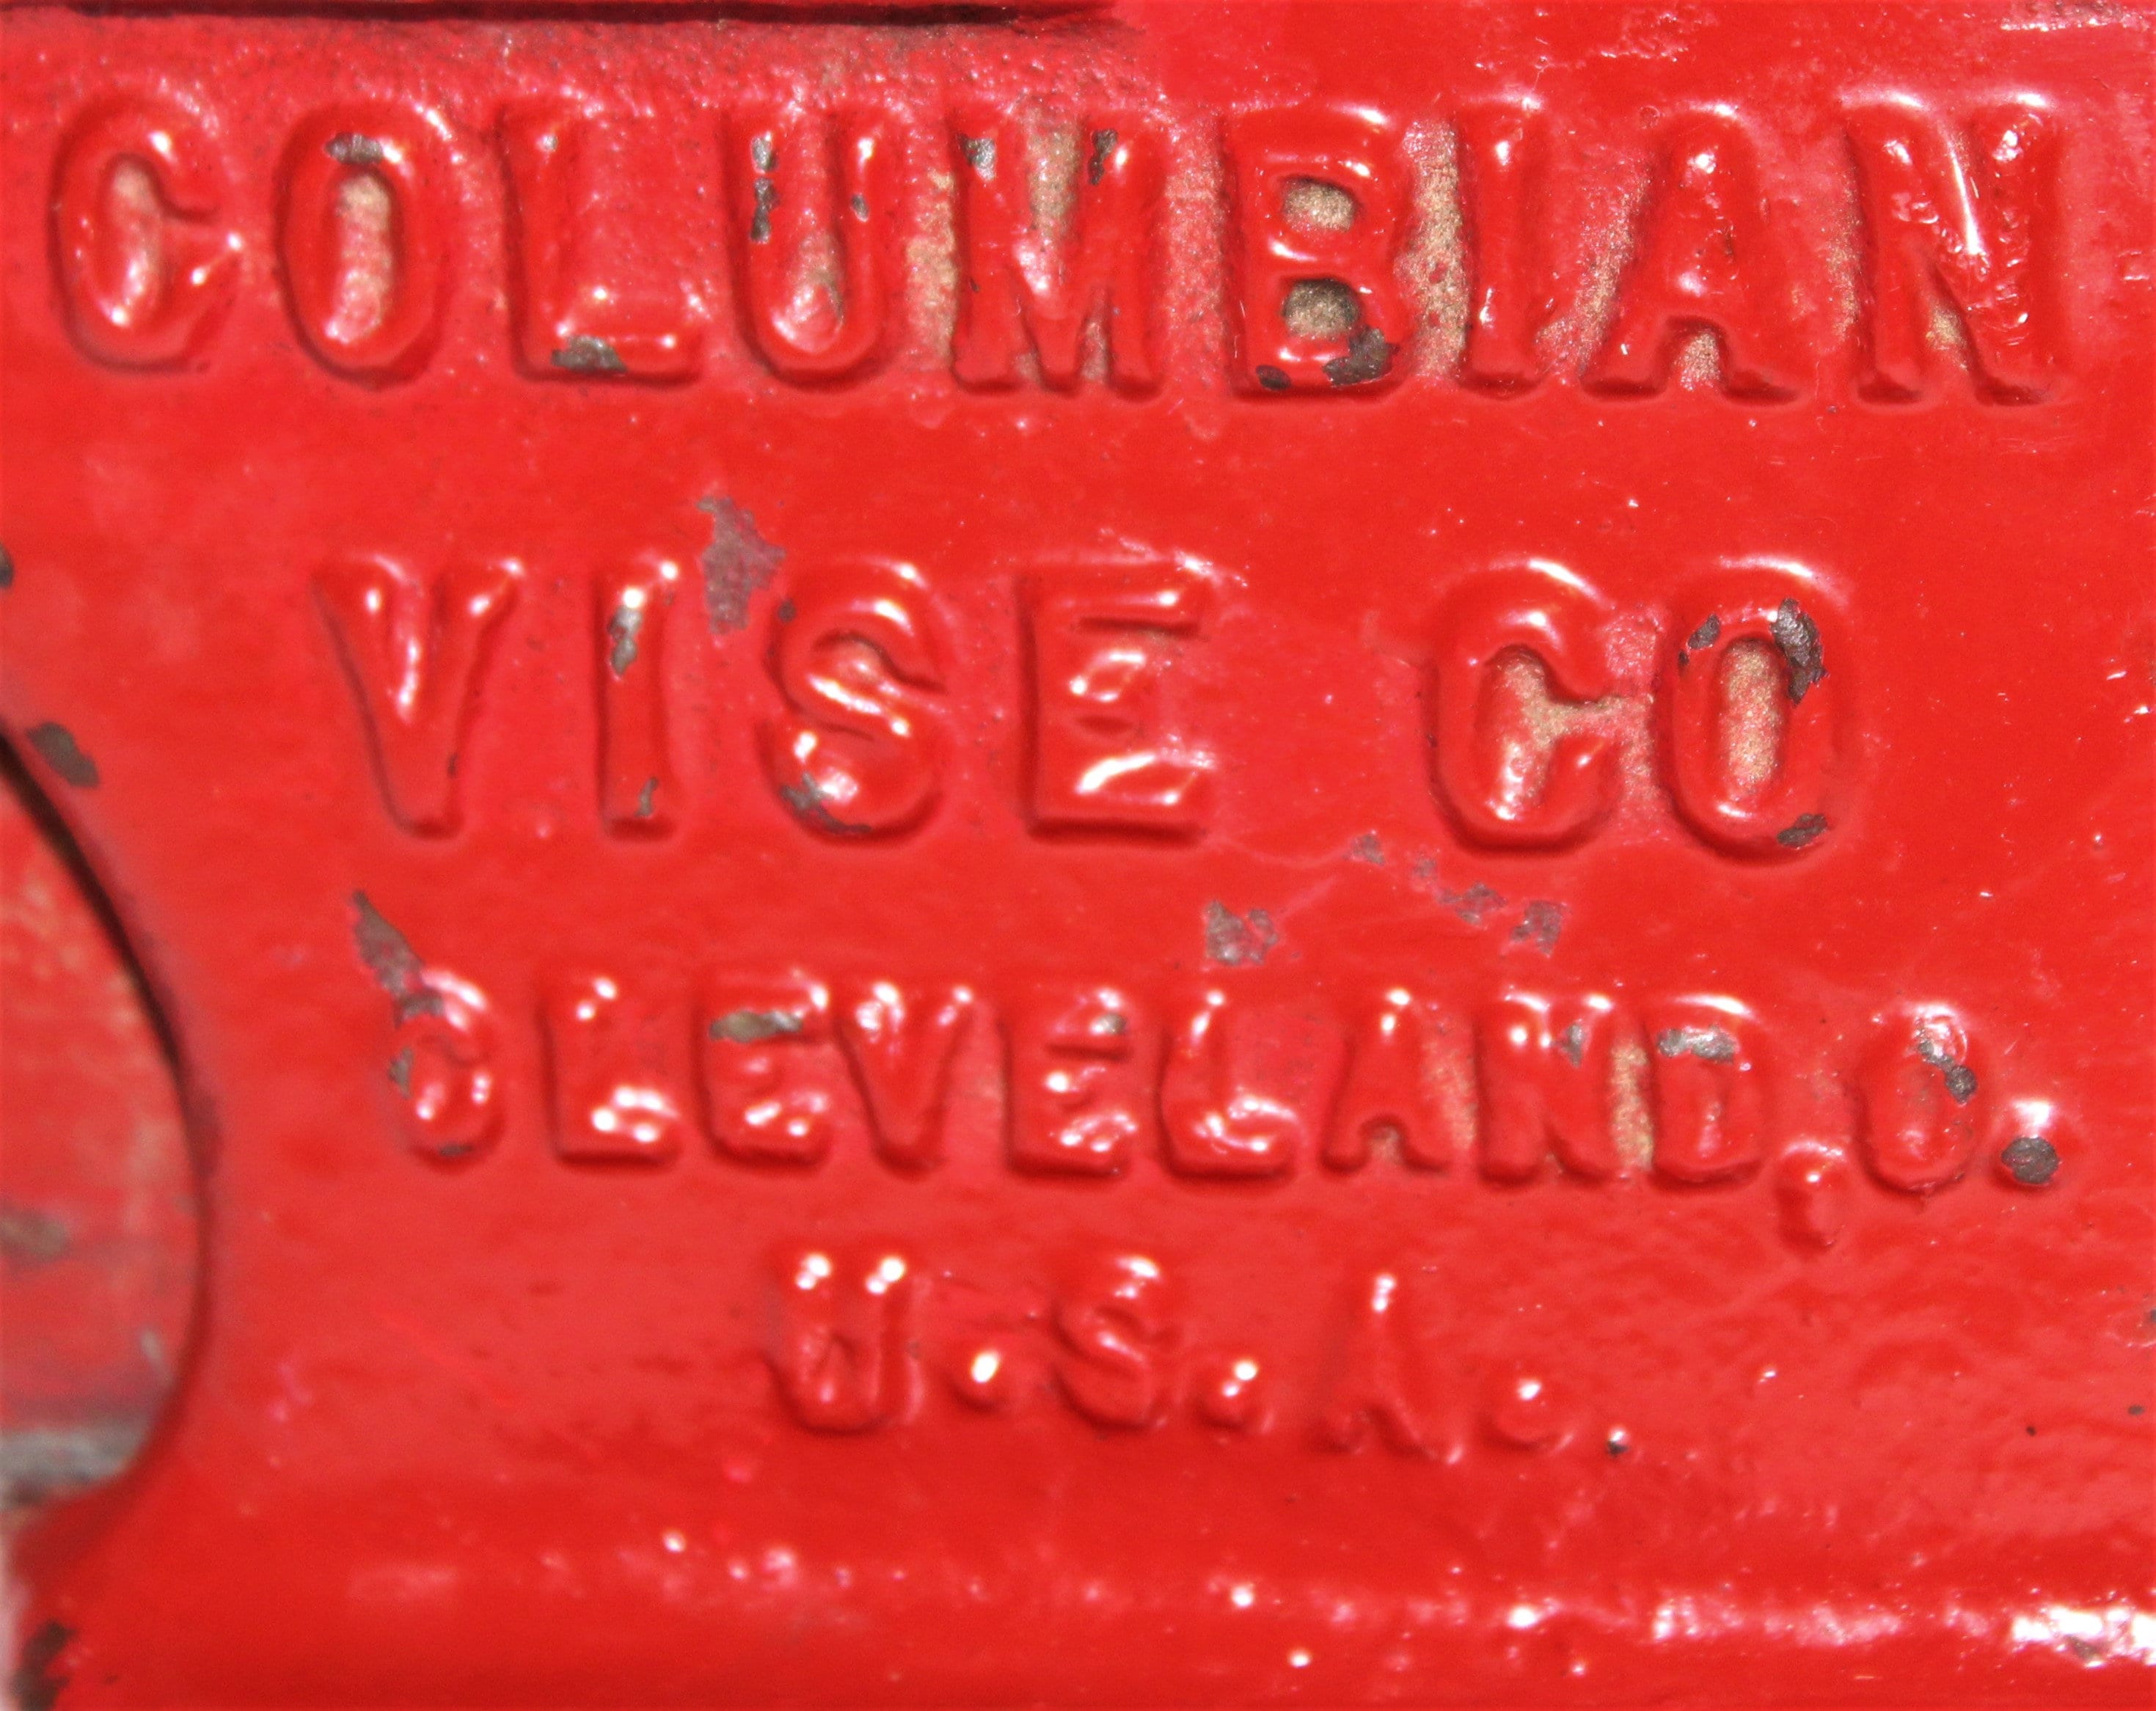 COLUMBIAN
VISE CO
CLEVELAND, O.
U.S.A.